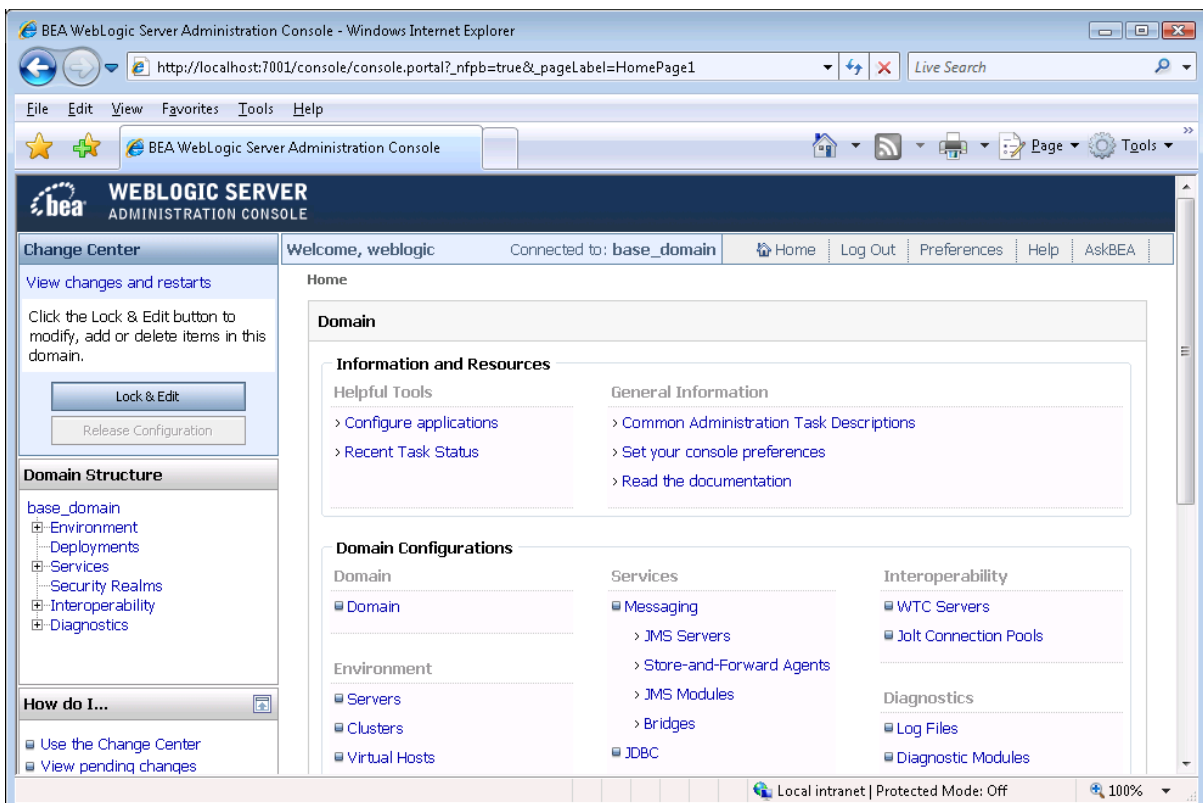 BEA WebLogic Server Administration Console - Windows Internet Explorer
http://localhost:7001/console/console.portal?_nfpb=true&_pageLabel=HomePage1
Live Search
File Edit View Favorites Tools Help
BEA WebLogic Server Administration Console
Page Tools
bea
WEBLOGIC SERVER
ADMINISTRATION CONSOLE
Change Center
View changes and restarts
Click the Lock & Edit button to
modify, add or delete items in this
domain.
Lock & Edit
Release Configuration
Domain Structure
base_domain
Environment
Deployments
Services
Security Realms
Interoperability
Diagnostics
How do I...
Use the Change Center
View pending changes
Welcome, weblogic Connected to: base_domain Home Log Out Preferences Help AskBEA
Home
Domain
Information and Resources
Helpful Tools
Configure applications
Recent Task Status
General Information
Common Administration Task Descriptions
Set your console preferences
Read the documentation
Domain Configurations
Domain
Domain
Environment
Servers
Clusters
Virtual Hosts
Services
Messaging
JMS Servers
Store-and-Forward Agents
JMS Modules
Bridges
JDBC
Interoperability
WTC Servers
Jolt Connection Pools
Diagnostics
Log Files
Diagnostic Modules
Local intranet | Protected Mode: Off 100%